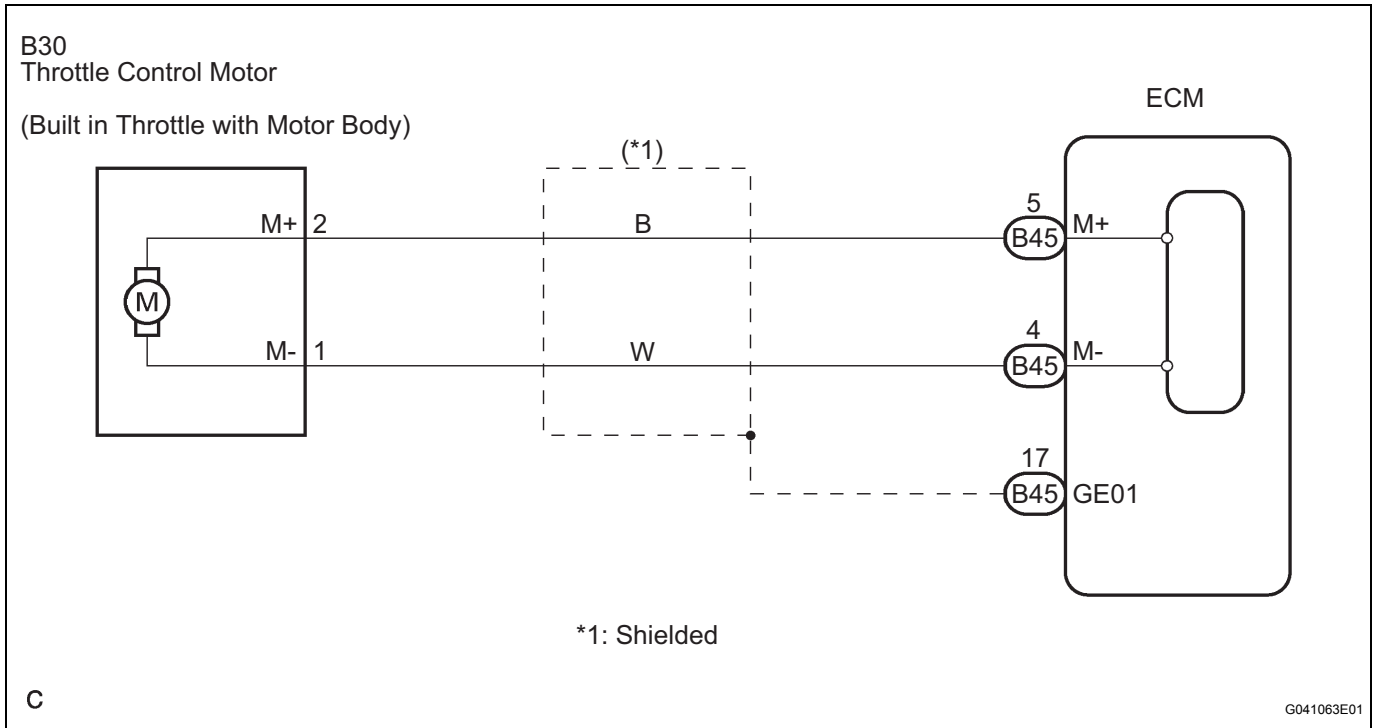 B30
Throttle Control Motor
(Built in Throttle with Motor Body)
ECM
(*1)
M+ 2
B
5
B45 M+
M
M- 1
W
4
B45 M-
17
B45 GE01
*1: Shielded
C
G041063E01